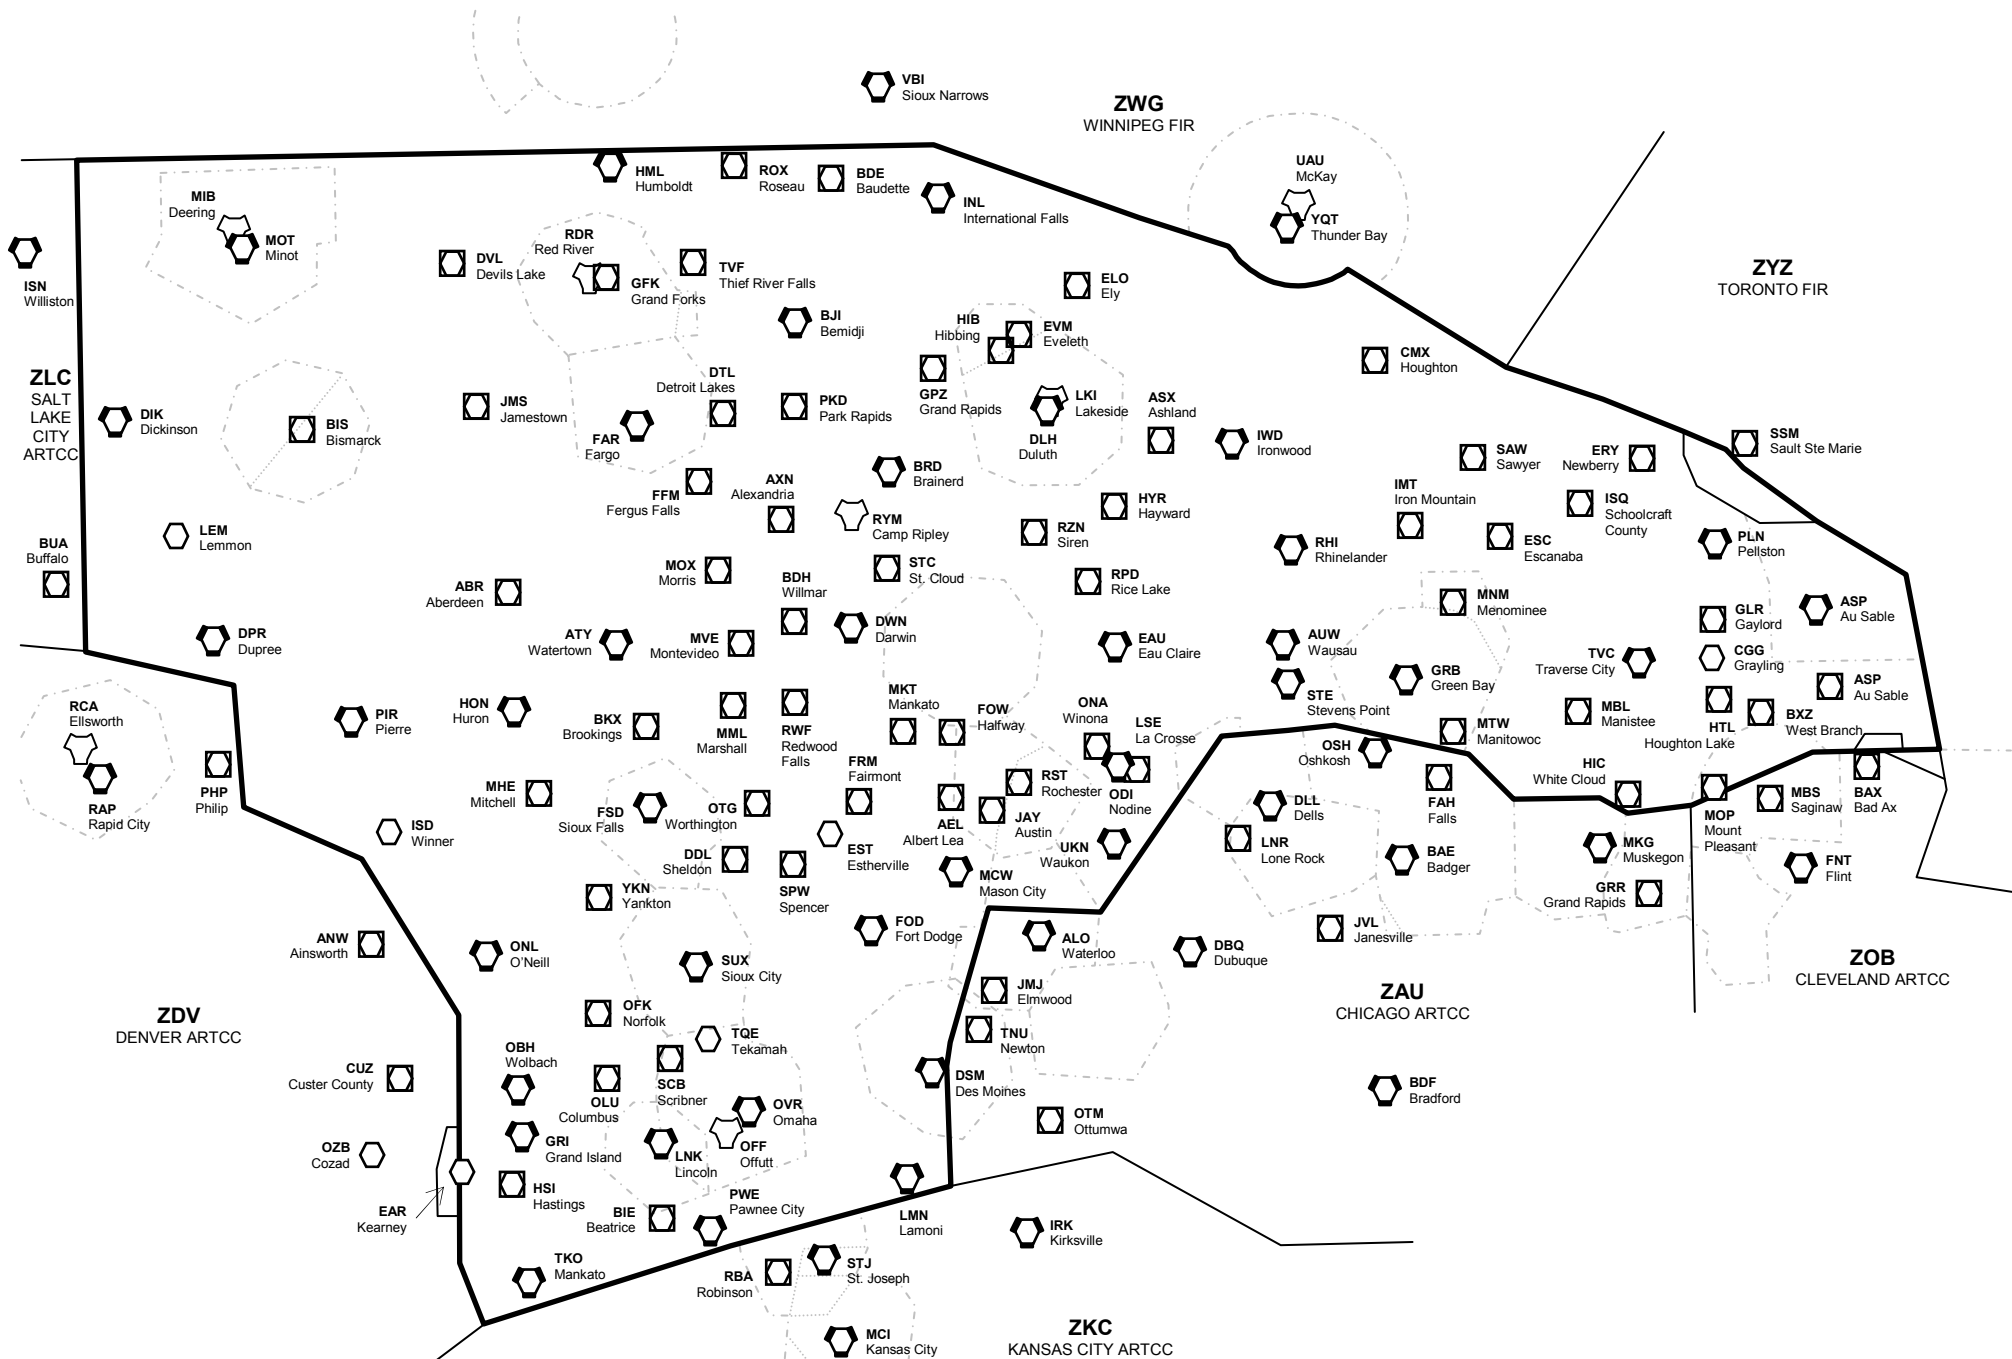 VBI
Sioux Narrows
ZWG
WINNIPEG FIR
HML
Humboldt
ROX
Roseau
BDE
Baudette
INL
International Falls
UAU
McKay
YQT
Thunder Bay
MIB
Deering
MOT
Minot
ISN
Williston
DVL
Devils Lake
RDR
Red River
GFK
Grand Forks
TVF
Thief River Falls
ELO
Ely
ZYZ
TORONTO FIR
BJI
Bemidji
HIB
Hibbing
EVM
Eveleth
CMX
Houghton
ZLC
SALT
LAKE
CITY
ARTCC
DIK
Dickinson
BIS
Bismarck
JMS
Jamestown
DTL
Detroit Lakes
PKD
Park Rapids
GPZ
Grand Rapids
LKI
Lakeside
DLH
Duluth
ASX
Ashland
IWD
Ironwood
SAW
Sawyer
ERY
Newberry
SSM
Sault Ste Marie
FAR
Fargo
FFM
Fergus Falls
AXN
Alexandria
BRD
Brainerd
HYR
Hayward
IMT
Iron Mountain
ISQ
Schoolcraft
County
LEM
Lemmon
RYM
Camp Ripley
RZN
Siren
RHI
Rhinelander
ESC
Escanaba
PLN
Pellston
BUA
Buffalo
ABR
Aberdeen
MOX
Morris
BDH
Willmar
STC
St. Cloud
RPD
Rice Lake
MNM
Menominee
GLR
Gaylord
ASP
Au Sable
DPR
Dupree
ATY
Watertown
MVE
Montevideo
DWN
Darwin
EAU
Eau Claire
AUW
Wausau
TVC
Traverse City
CGG
Grayling
RCA
Ellsworth
PIR
Pierre
HON
Huron
BKX
Brookings
MML
Marshall
RWF
Redwood
Falls
MKT
Mankato
FOW
Halfway
ONA
Winona
LSE
La Crosse
STE
Stevens Point
GRB
Green Bay
MBL
Manistee
ASP
Au Sable
HTL
Houghton Lake
BXZ
West Branch
MTW
Manitowoc
OSH
Oshkosh
RAP
Rapid City
PHP
Philip
ISD
Winner
MHE
Mitchell
FSD
Sioux Falls
OTG
Worthington
FRM
Fairmont
AEL
Albert Lea
RST
Rochester
JAY
Austin
ODI
Nodine
UKN
Waukon
DLL
Dells
FAH
Falls
HIC
White Cloud
MOP
Mount
Pleasant
MBS
Saginaw
BAX
Bad Ax
EST
Estherville
DDL
Sheldon
SPW
Spencer
MCW
Mason City
LNR
Lone Rock
BAE
Badger
MKG
Muskegon
FNT
Flint
GRR
Grand Rapids
YKN
Yankton
ANW
Ainsworth
ONL
O'Neill
SUX
Sioux City
FOD
Fort Dodge
ALO
Waterloo
DBQ
Dubuque
JVL
Janesville
ZOB
CLEVELAND ARTCC
ZDV
DENVER ARTCC
OFK
Norfolk
TQE
Tekamah
JMJ
Elmwood
TNU
Newton
ZAU
CHICAGO ARTCC
CUZ
Custer County
OBH
Wolbach
OLU
Columbus
SCB
Scribner
OVR
Omaha
DSM
Des Moines
OTM
Ottumwa
BDF
Bradford
OZB
Cozad
GRI
Grand Island
LNK
Lincoln
OFF
Offutt
EAR
Kearney
HSI
Hastings
BIE
Beatrice
PWE
Pawnee City
LMN
Lamoni
IRK
Kirksville
TKO
Mankato
RBA
Robinson
STJ
St. Joseph
MCI
Kansas City
ZKC
KANSAS CITY ARTCC